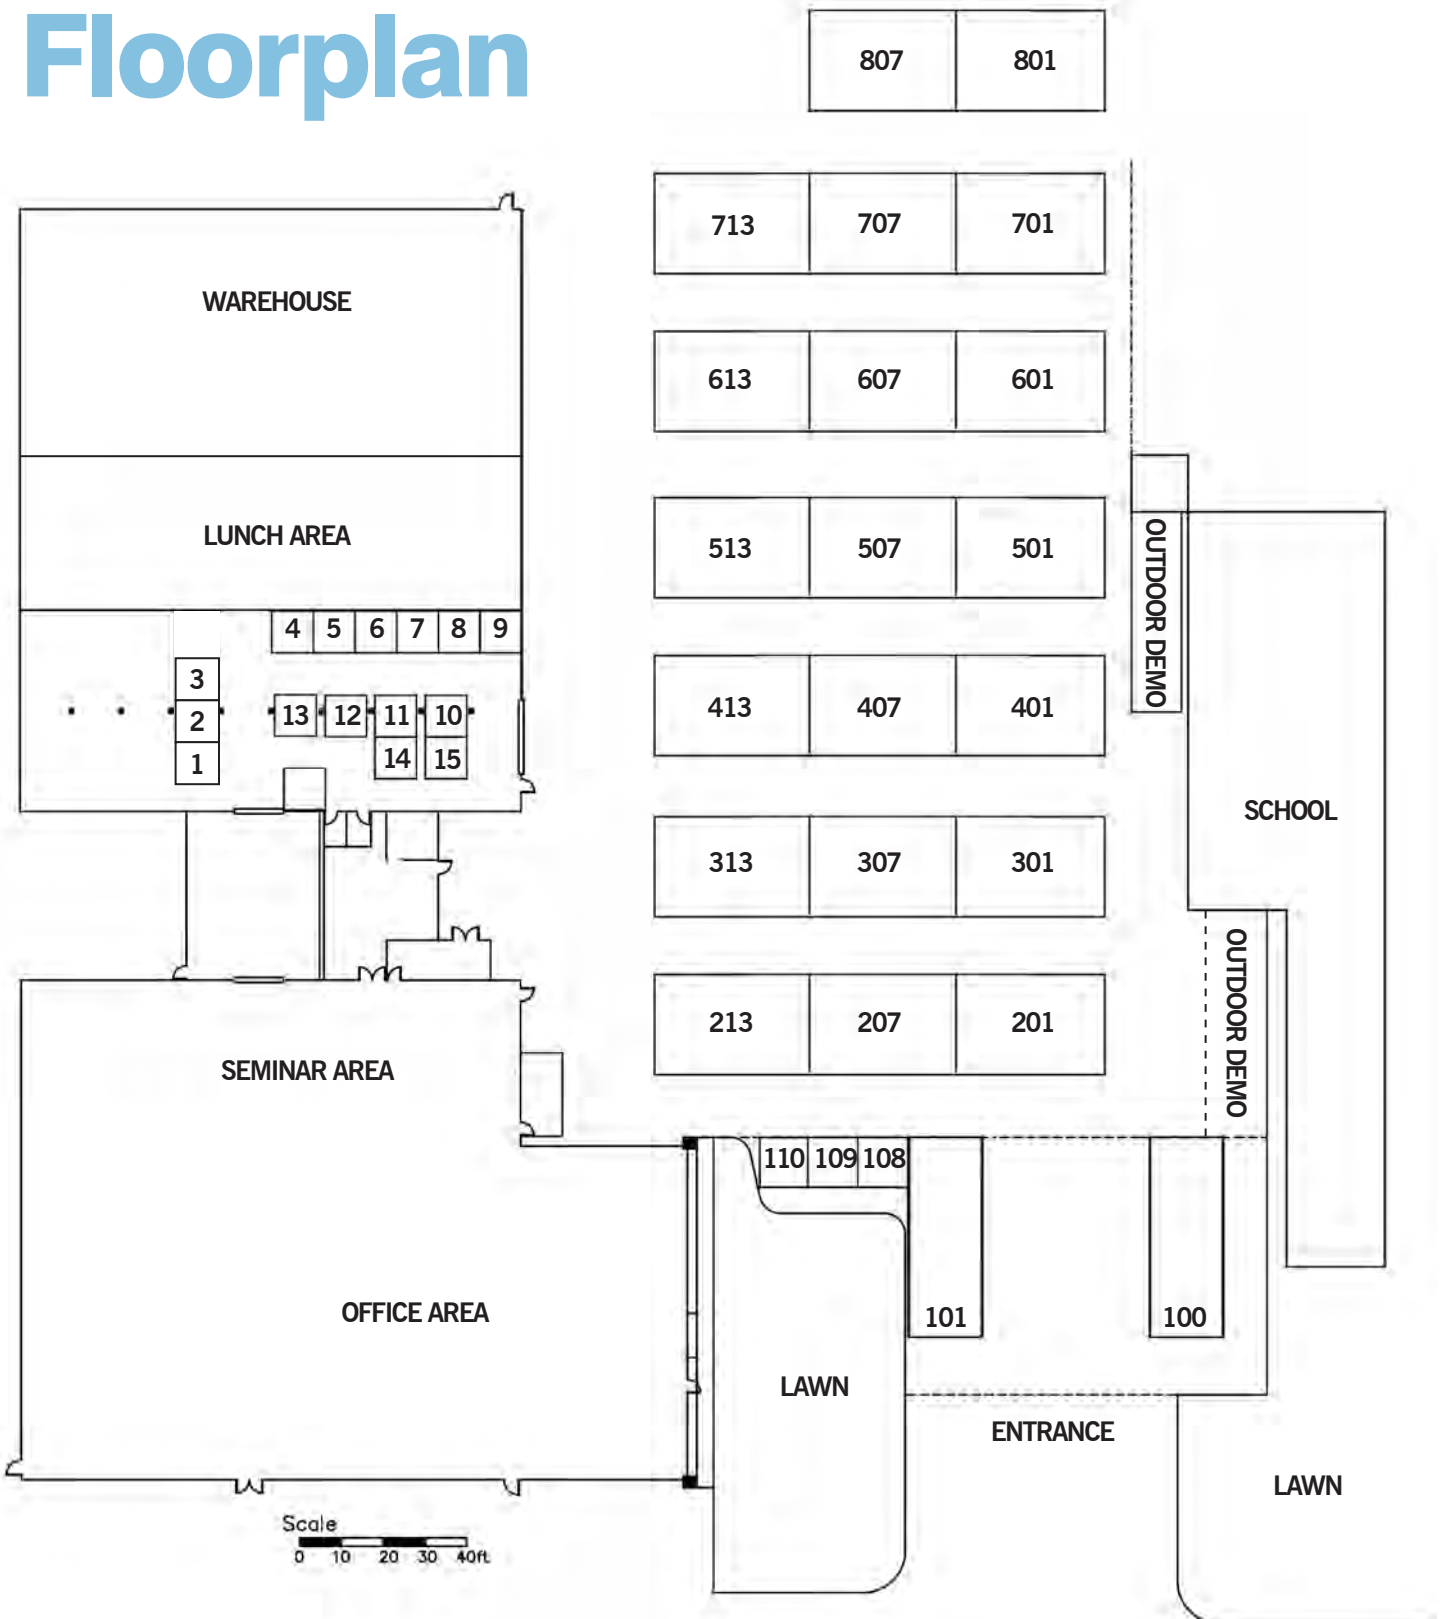 Floorplan
807 801
713 707 701
WAREHOUSE
613 607 601
LUNCH AREA
513 507 501
OUTDOOR DEMO
4 5 6 7 8 9
3
2
1
13 12 11 10
14 15
413 407 401
SCHOOL
313 307 301
OUTDOOR DEMO
213 207 201
SEMINAR AREA
110 109 108
OFFICE AREA
101 100
LAWN
ENTRANCE
LAWN
Scale
0 10 20 30 40ft.